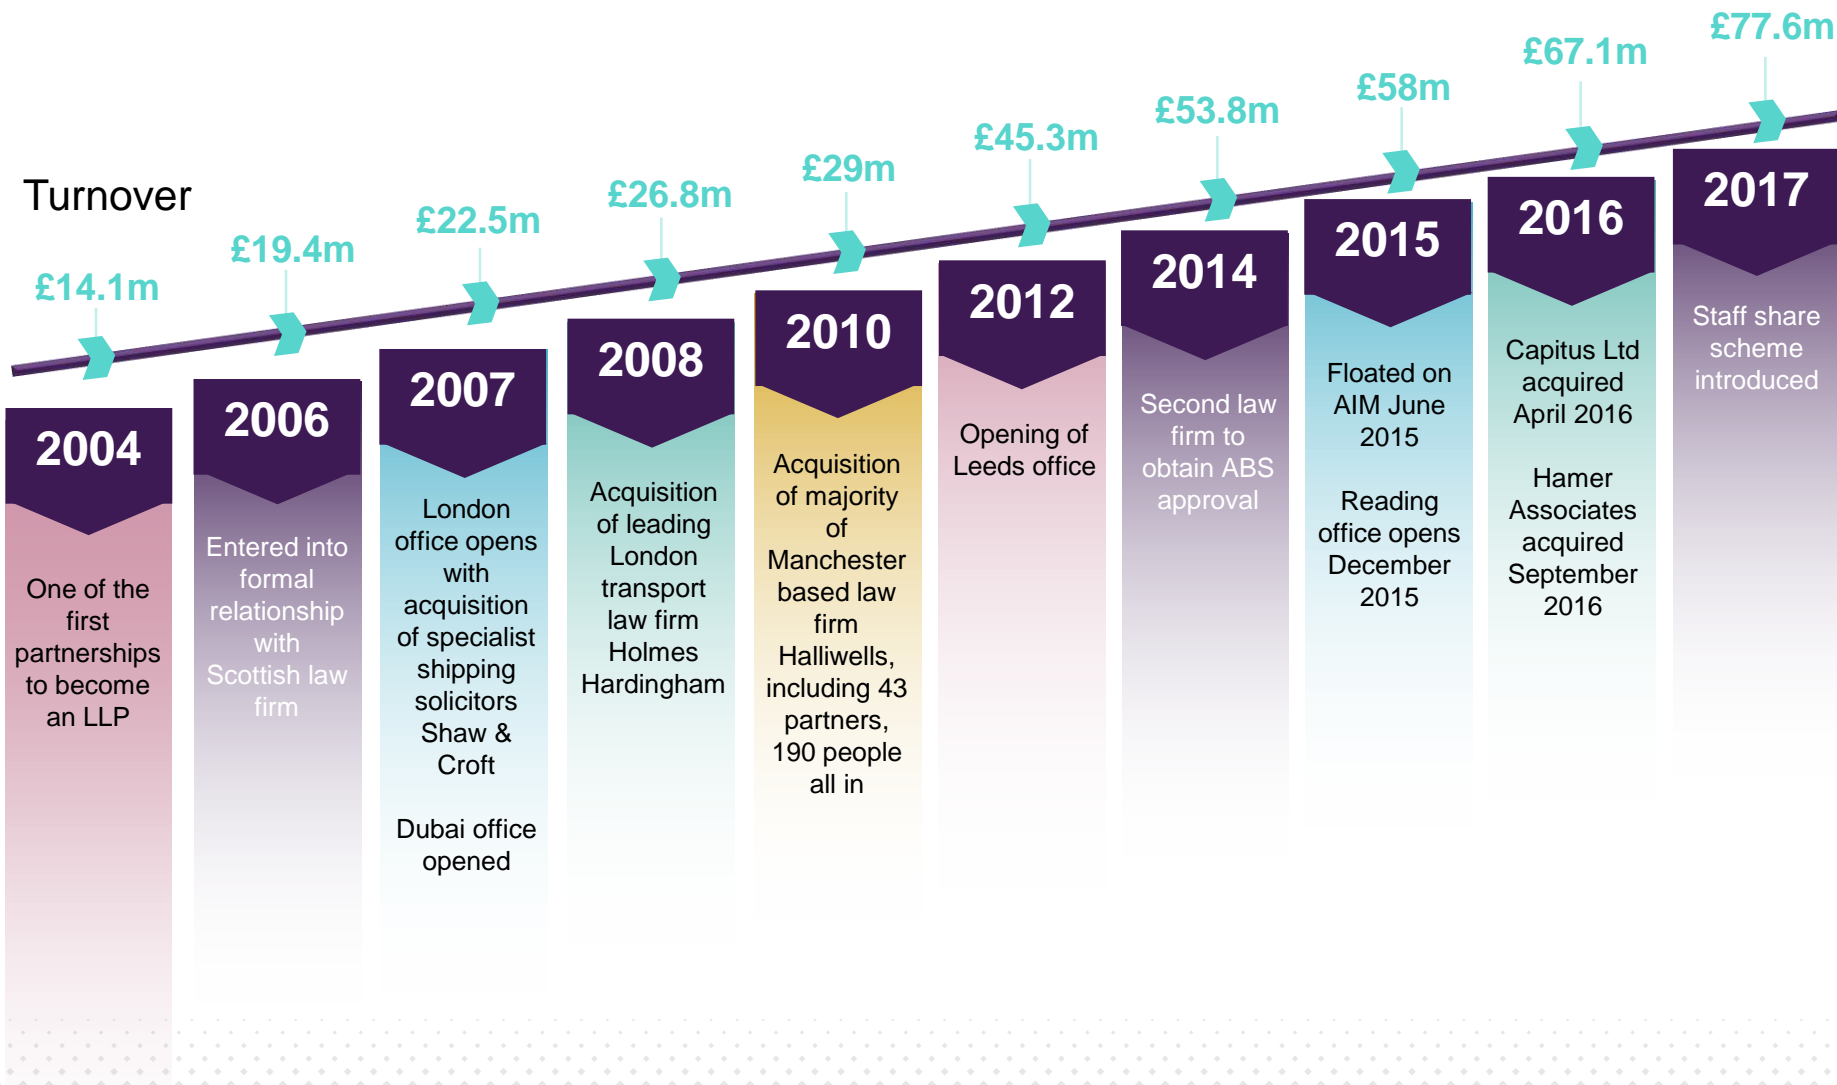 Turnover
£14.1m
£19.4m
£22.5m
£26.8m
£29m
£45.3m
£53.8m
£58m
£67.1m
£77.6m
2004
One of the
first
partnerships
to become
an LLP
2006
Entered into
formal
relationship
with
Scottish law
firm
2007
London
office opens
with
acquisition
of specialist
shipping
solicitors
Shaw &
Croft
Dubai office
opened
2008
Acquisition
of leading
London
transport
law firm
Holmes
Hardingham
2010
Acquisition
of majority
of
Manchester
based law
firm
Halliwells,
including 43
partners,
190 people
all in
2012
Opening of
Leeds office
2014
Second law
firm to
obtain ABS
approval
2015
Floated on
AIM June
2015
Reading
office opens
December
2015
2016
Capitus Ltd
acquired
April 2016
Hamer
Associates
acquired
September
2016
2017
Staff share
scheme
introduced